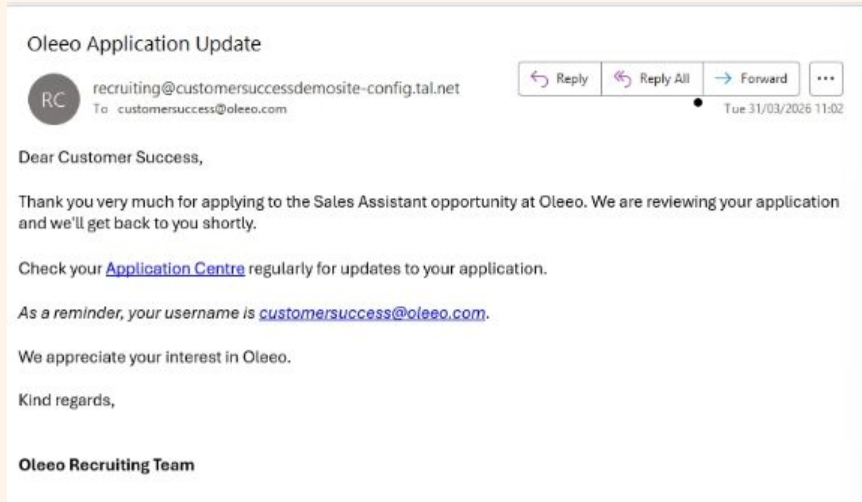 Oleeo Application Update
Reply
Reply All
Forward
RC
recruiting@customersuccessdemosite-config.tal.net
To customersuccess@oleeo.com
Tue 31/03/2026 11:02
Dear Customer Success,
Thank you very much for applying to the Sales Assistant opportunity at Oleeo. We are reviewing your application
and we'll get back to you shortly.
Check your Application Centre regularly for updates to your application.
As a reminder, your username is customersuccess@oleeo.com.
We appreciate your interest in Oleeo.
Kind regards,
Oleeo Recruiting Team